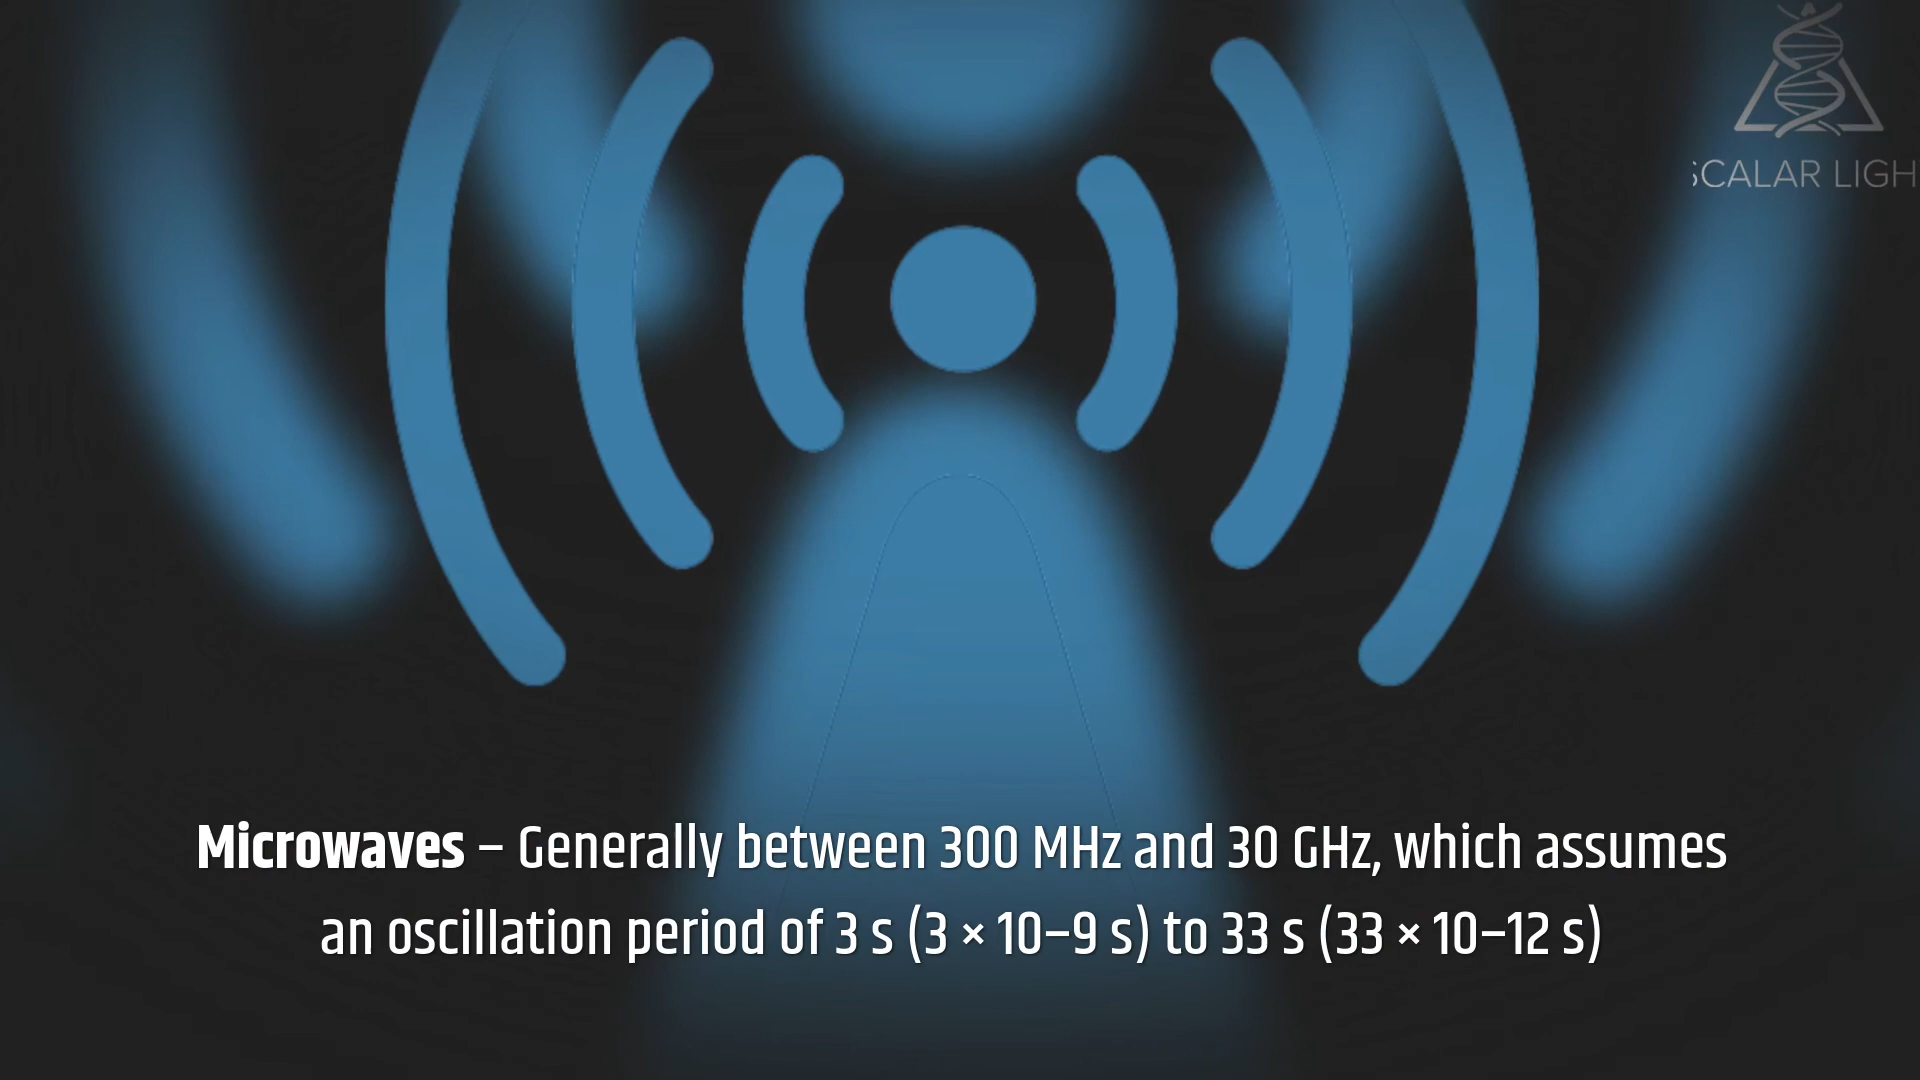 SCALAR LIGH
Microwaves – Generally between 300 MHz and 30 GHz, which assumes
an oscillation period of 3 s (3 × 10–9 s) to 33 s (33 × 10–12 s)